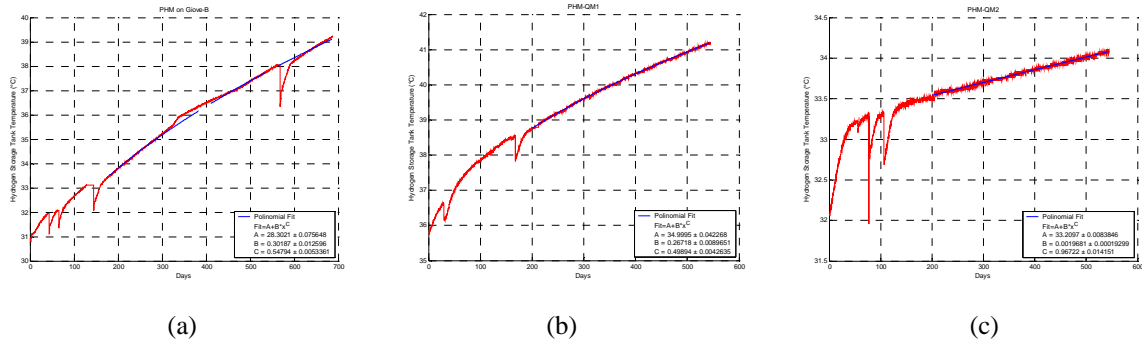 PHM on Giove-B
40
39
38
37
36
35
34
33
32
31
30
0 100 200 300 400 500 600 700
Hydrogen Storage Tank Temperature (°C)
Days
Polinomial Fit
Fit=A+B*x^C
A = 28.3021 ± 0.075648
B = 0.30187 ± 0.012596
C = 0.54794 ± 0.0053361
(a)
PHM-QM1
42
41
40
39
38
37
36
35
0 100 200 300 400 500 600
Hydrogen Storage Tank Temperature (°C)
Days
Polinomial Fit
Fit=A+B*x^C
A = 34.9995 ± 0.042268
B = 0.26718 ± 0.0089651
C = 0.49894 ± 0.0042635
(b)
PHM-QM2
34.5
34
33.5
33
32.5
32
31.5
0 100 200 300 400 500 600
Hydrogen Storage Tank Temperature (°C)
Days
Polinomial Fit
Fit=A+B*x^C
A = 33.2097 ± 0.0083846
B = 0.0019681 ± 0.00019299
C = 0.96722 ± 0.014151
(c)